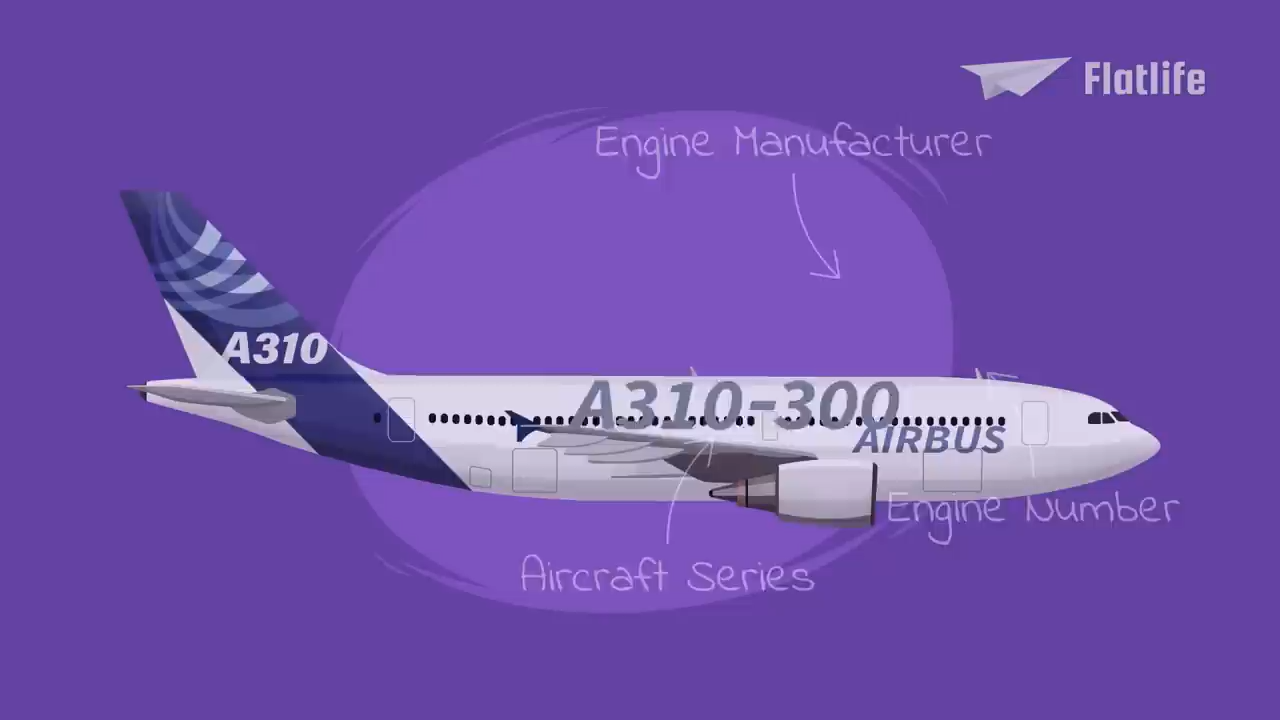 Flatlife
Engine Manufacturer
A310
A310-300
AIRBUS
Engine Number
Aircraft Series